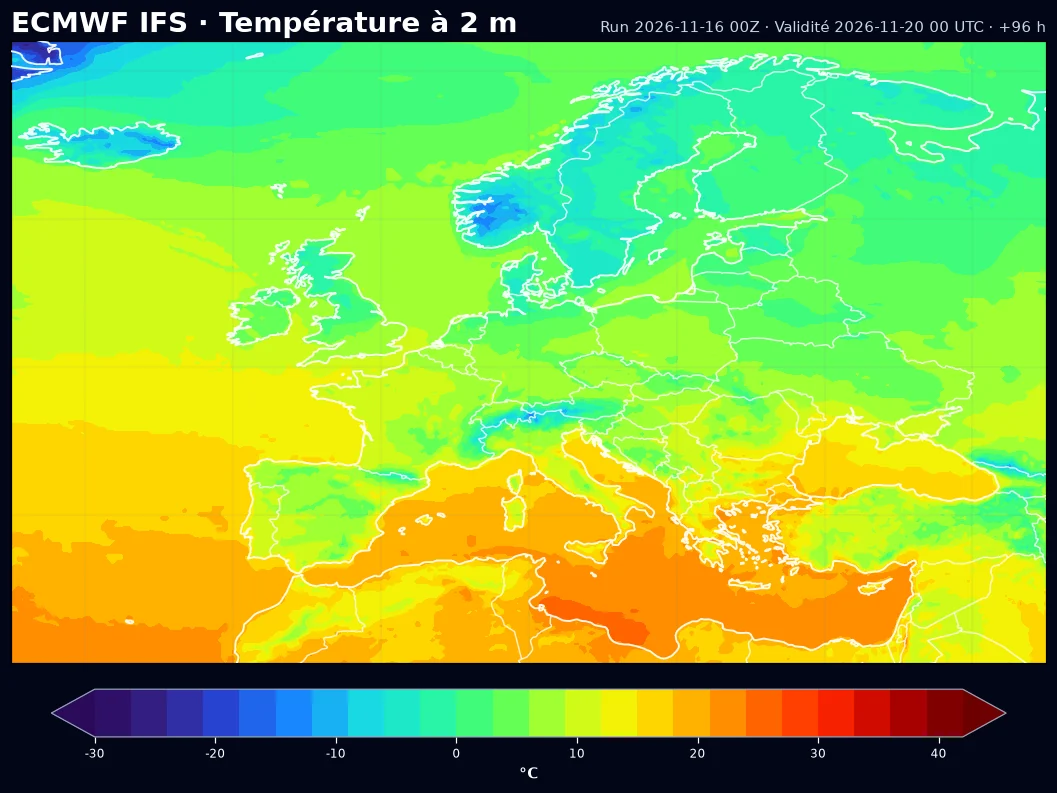 ECMWF IFS · Température à 2 m
Run 2026-11-16 00Z · Validité 2026-11-20 00 UTC · +96 h
-30 -20 -10 0 10 20 30 40
°C